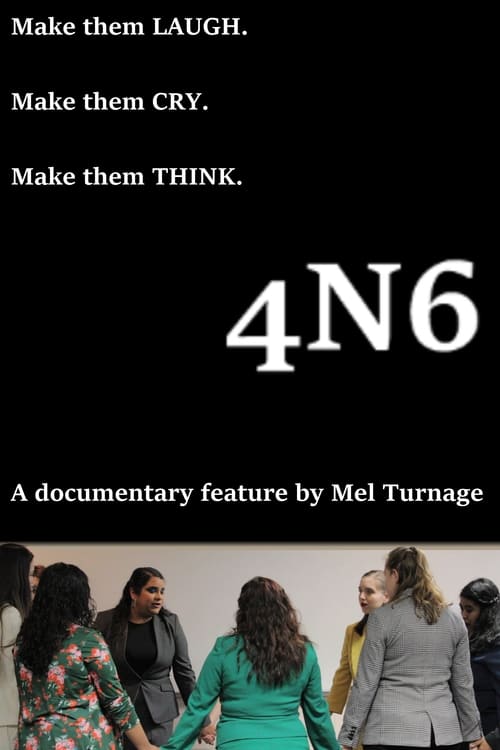 Make them LAUGH.
Make them CRY.
Make them THINK.
4N6
A documentary feature by Mel Turnage